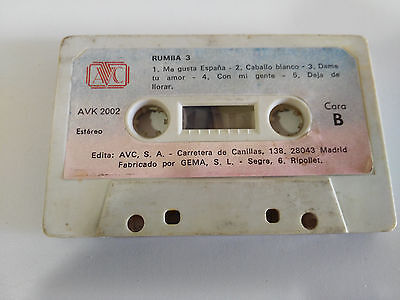 AVC
RUMBA 3
1. Me gusta España - 2, Caballo blanco - 3, Dame
tu amor - 4, Con mi gente - 5, Deja de
llorar.
AVK 2002
Estéreo
Cara
B
Edita: AVC, S. A. - Carretera de Canillas, 138, 28043 Madrid
Fabricado por GEMA, S. L. - Segre, 6, Ripollet.